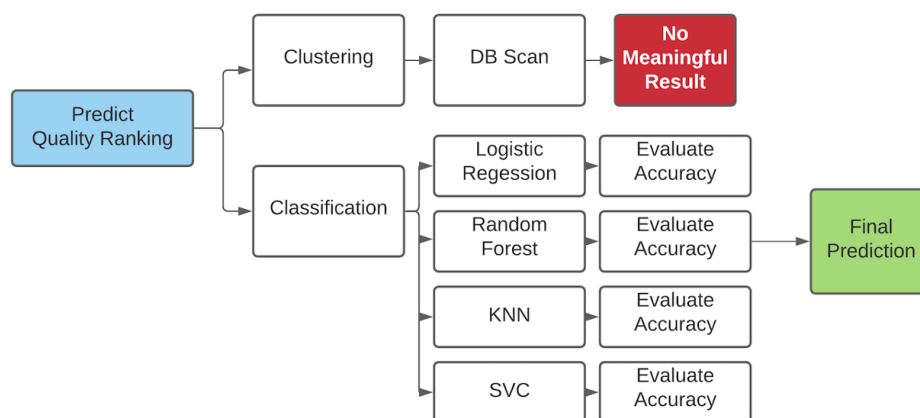 Predict
Quality Ranking
Clustering
DB Scan
No
Meaningful
Result
Classification
Logistic
Regression
Evaluate
Accuracy
Random
Forest
Evaluate
Accuracy
Final
Prediction
KNN
Evaluate
Accuracy
SVC
Evaluate
Accuracy